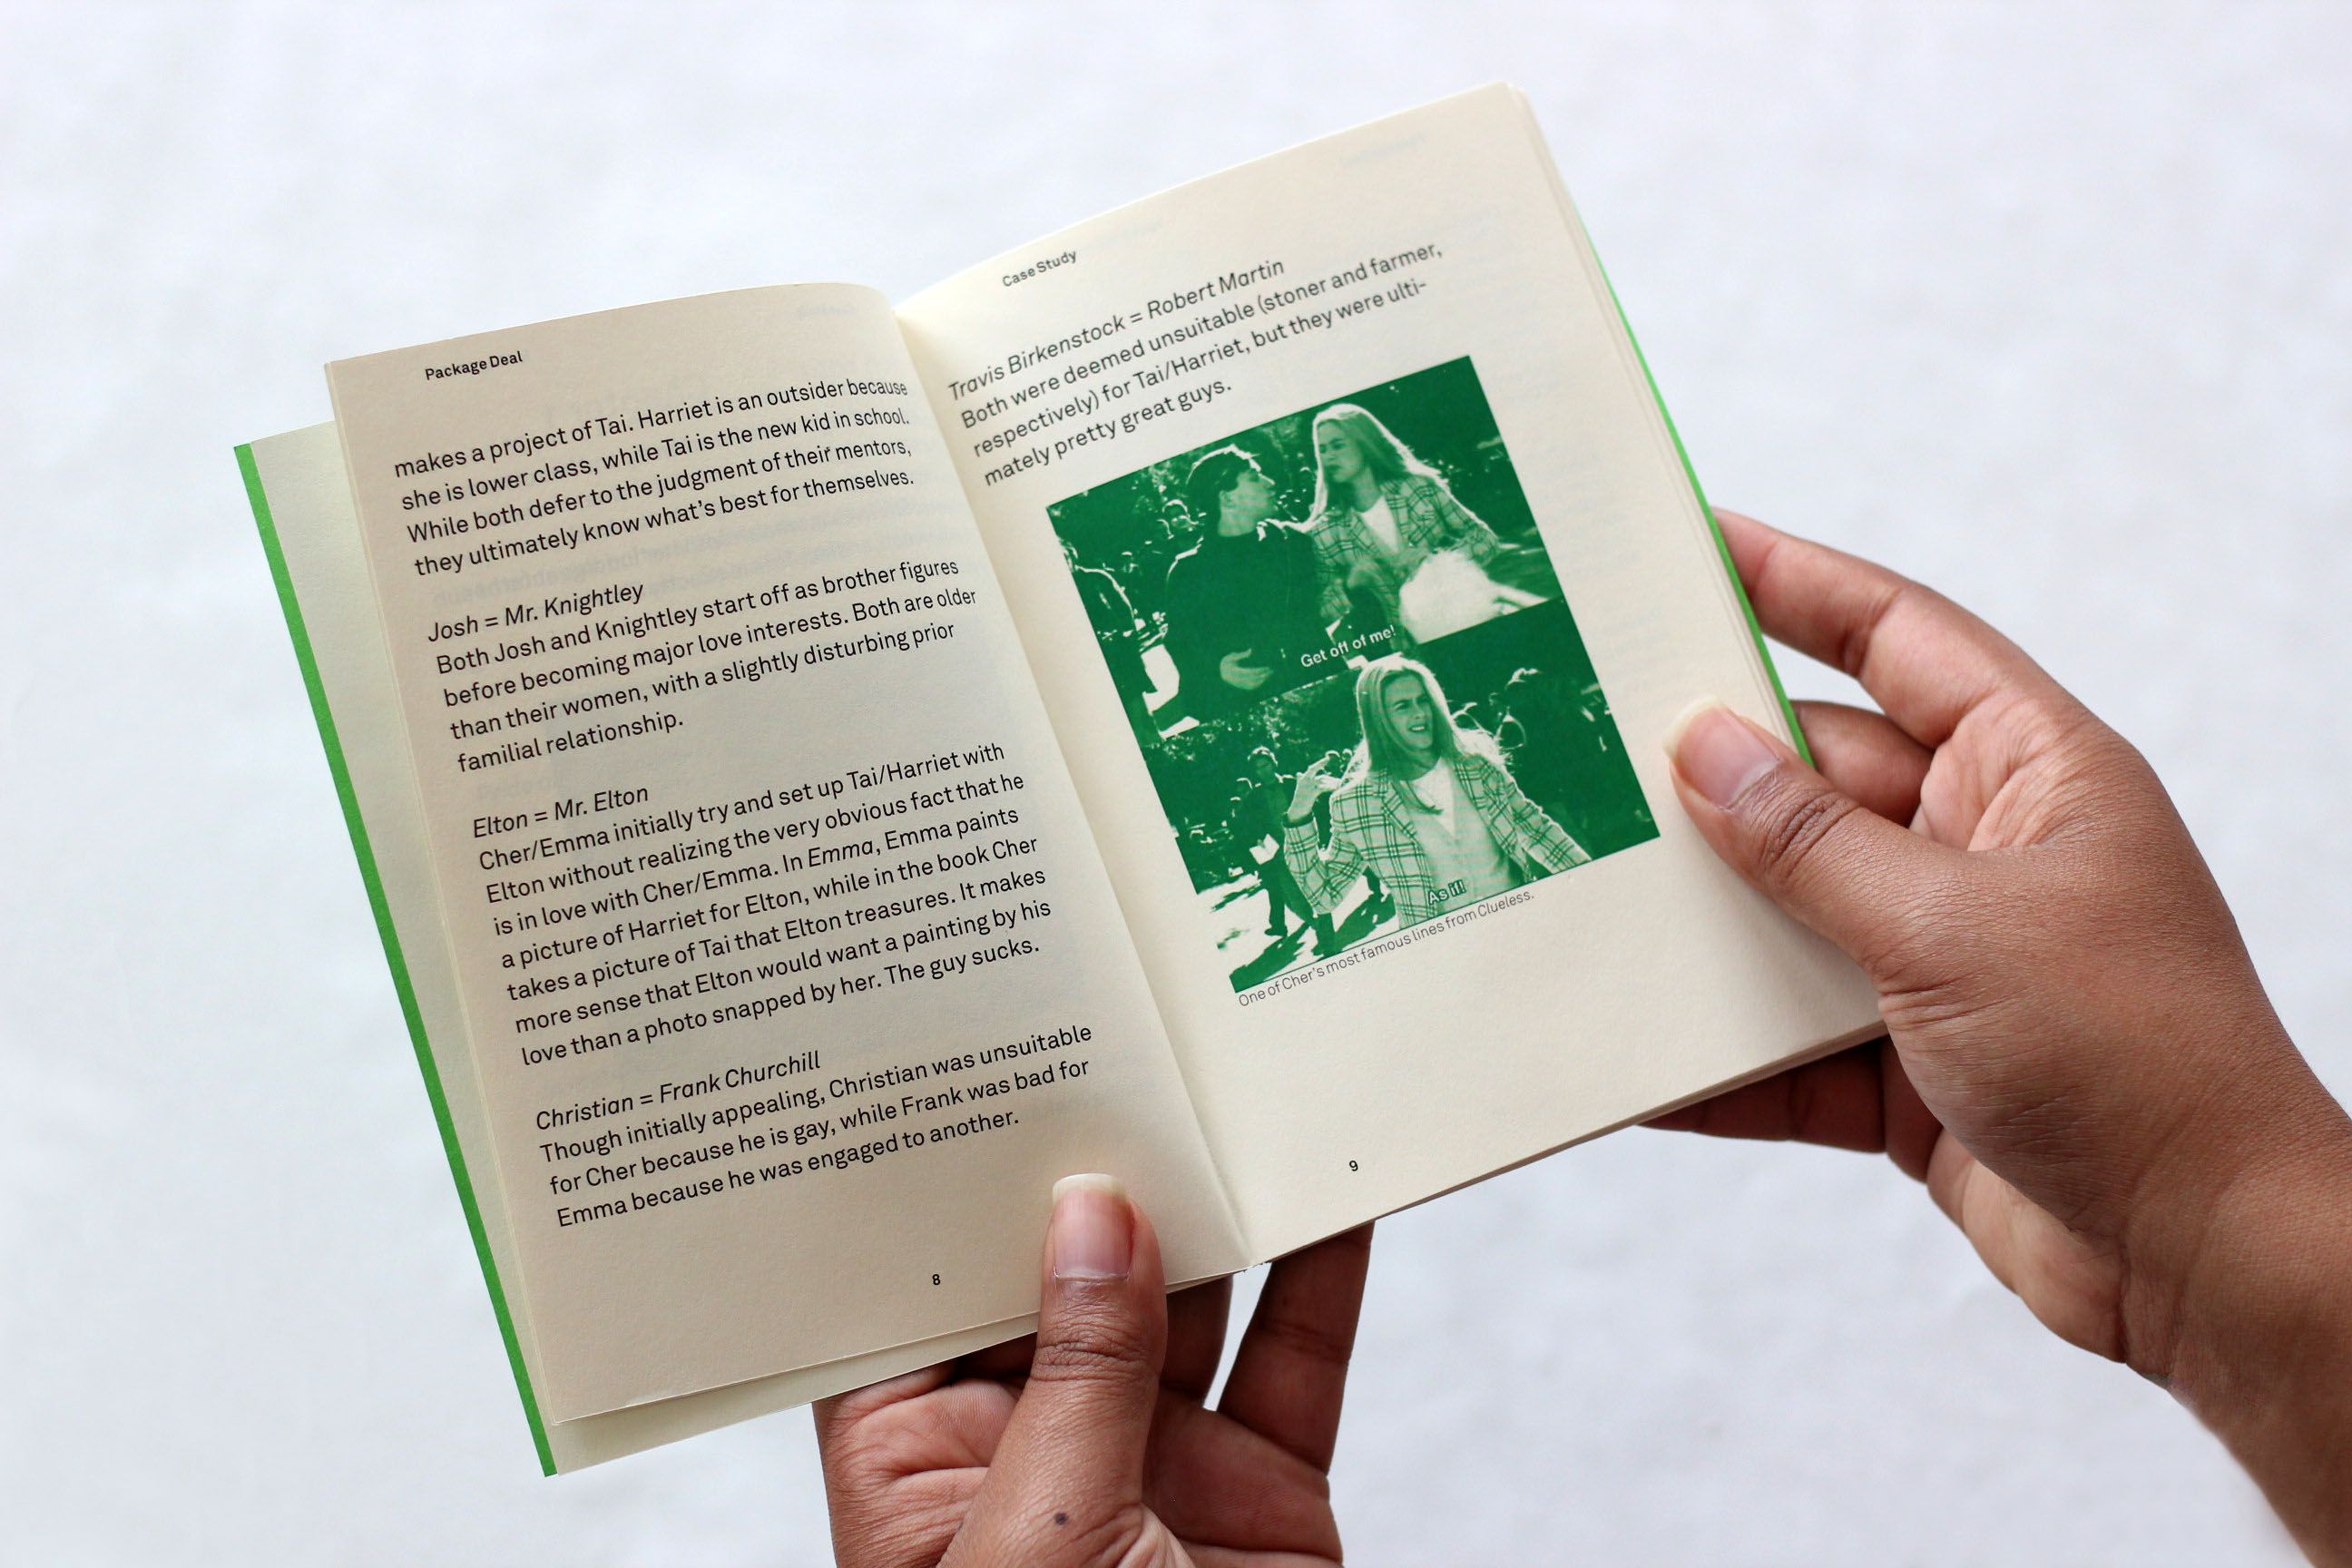 Package Deal
makes a project of Tai. Harriet is an outsider because
she is lower class, while Tai is the new kid in school.
While both defer to the judgment of their mentors,
they ultimately know what's best for themselves.
Josh = Mr. Knightley
Both Josh and Knightley start off as brother figures
before becoming major love interests. Both are older
than their women, with a slightly disturbing prior
familial relationship.
Elton = Mr. Elton
Cher/Emma initially try and set up Tai/Harriet with
Elton without realizing the very obvious fact that he
is in love with Cher/Emma. In Emma, Emma paints
a picture of Harriet for Elton, while in the book Cher
takes a picture of Tai that Elton treasures. It makes
more sense that Elton would want a painting by his
love than a photo snapped by her. The guy sucks.
Christian = Frank Churchill
Though initially appealing, Christian was unsuitable
for Cher because he is gay, while Frank was bad for
Emma because he was engaged to another.
8
Case Study
Travis Birkenstock = Robert Martin
Both were deemed unsuitable (stoner and farmer,
respectively) for Tai/Harriet, but they were ulti-
mately pretty great guys.
Get off of me!
As if!
One of Cher's most famous lines from Clueless.
9